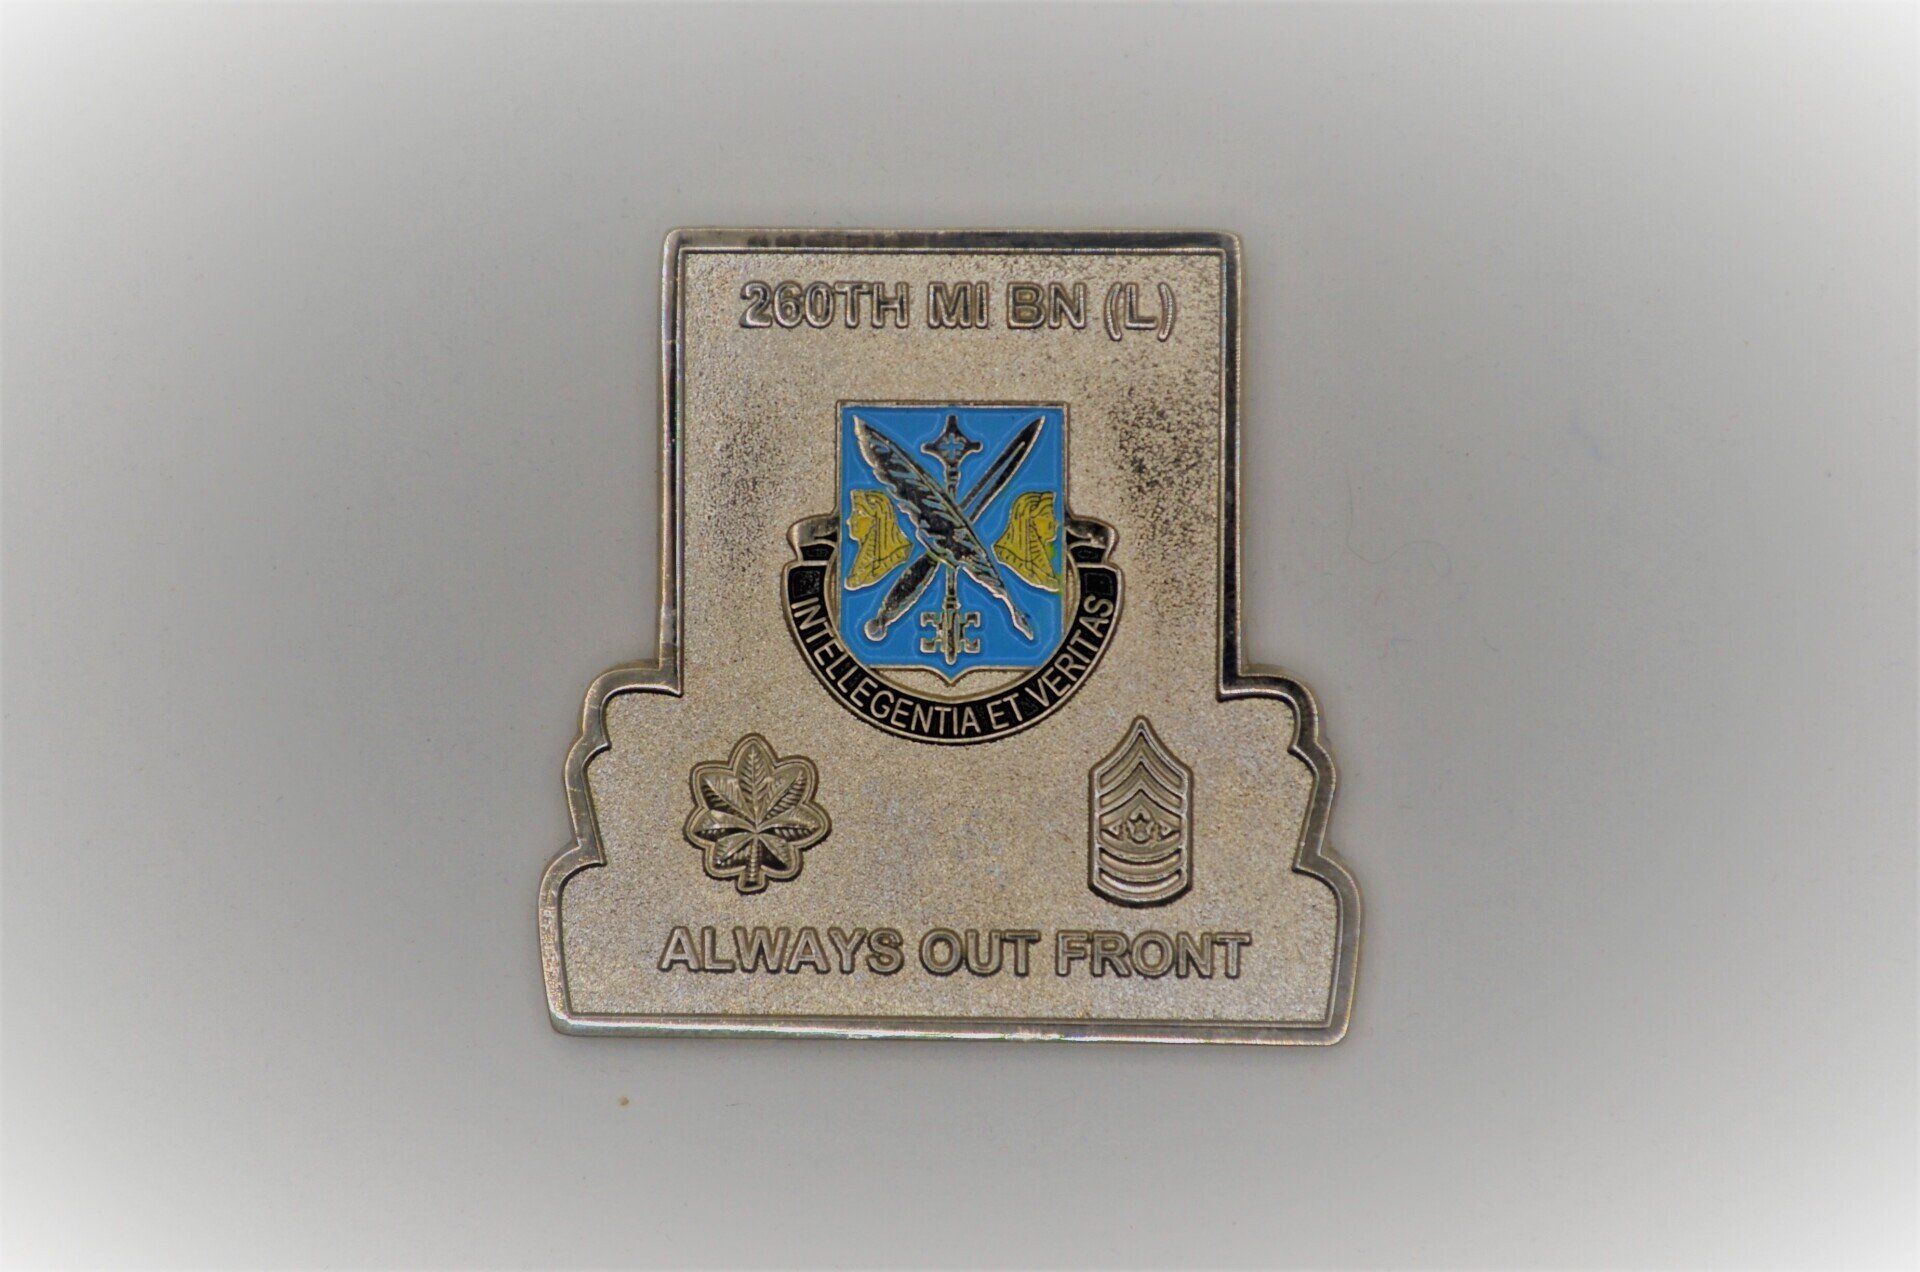 260TH MI BN (L)
INTELLEGENTIA ET VERITAS
ALWAYS OUT FRONT